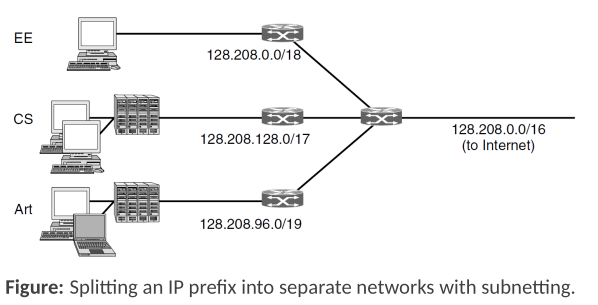 EE
128.208.0.0/18
CS
128.208.128.0/17
128.208.0.0/16
(to Internet)
Art
128.208.96.0/19
Figure: Splitting an IP prefix into separate networks with subnetting.